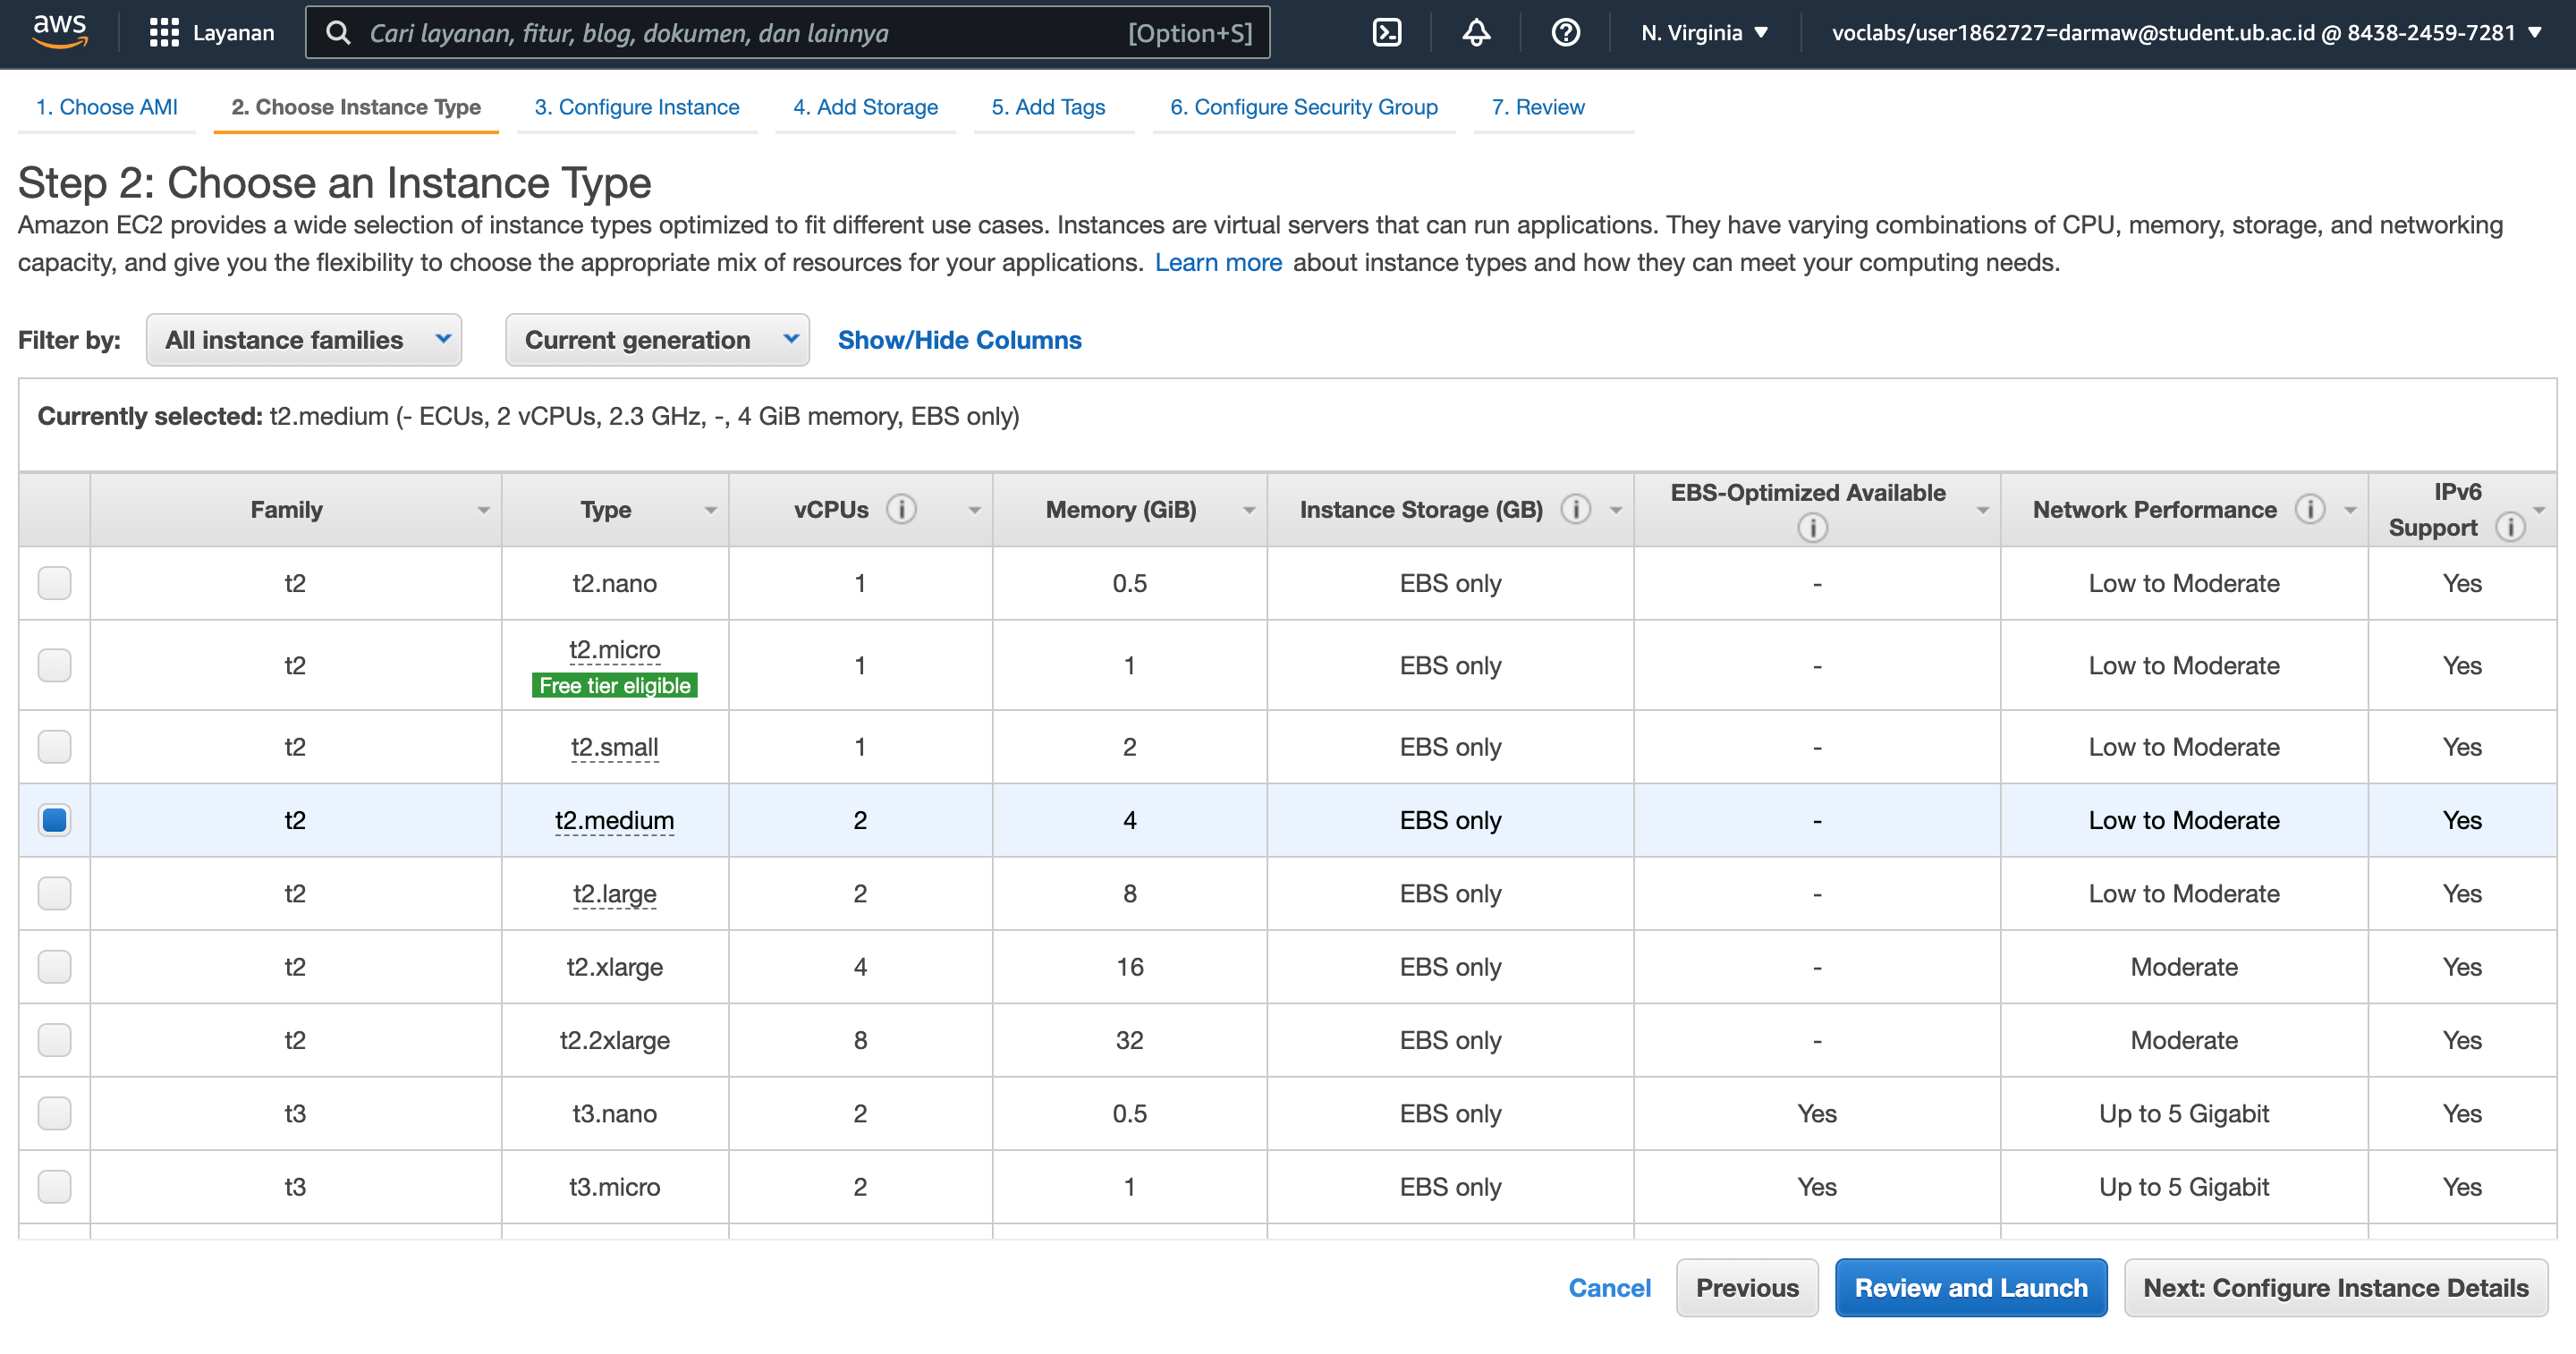 aws Layanan Cari layanan, fitur, blog, dokumen, dan lainnya [Option+S] N. Virginia voclabs/user1862727=darmaw@student.ub.ac.id @ 8438-2459-7281
1. Choose AMI 2. Choose Instance Type 3. Configure Instance 4. Add Storage 5. Add Tags 6. Configure Security Group 7. Review
Step 2: Choose an Instance Type
Amazon EC2 provides a wide selection of instance types optimized to fit different use cases. Instances are virtual servers that can run applications. They have varying combinations of CPU, memory, storage, and networking
capacity, and give you the flexibility to choose the appropriate mix of resources for your applications. Learn more about instance types and how they can meet your computing needs.
Filter by: All instance families Current generation Show/Hide Columns
Currently selected: t2.medium (- ECUs, 2 vCPUs, 2.3 GHz, -, 4 GiB memory, EBS only)
Family Type vCPUs Memory (GiB) Instance Storage (GB) EBS-Optimized Available Network Performance IPv6 Support
t2 t2.nano 1 0.5 EBS only - Low to Moderate Yes
t2 t2.micro Free tier eligible 1 1 EBS only - Low to Moderate Yes
t2 t2.small 1 2 EBS only - Low to Moderate Yes
t2 t2.medium 2 4 EBS only - Low to Moderate Yes
t2 t2.large 2 8 EBS only - Low to Moderate Yes
t2 t2.xlarge 4 16 EBS only - Moderate Yes
t2 t2.2xlarge 8 32 EBS only - Moderate Yes
t3 t3.nano 2 0.5 EBS only Yes Up to 5 Gigabit Yes
t3 t3.micro 2 1 EBS only Yes Up to 5 Gigabit Yes
Cancel Previous Review and Launch Next: Configure Instance Details